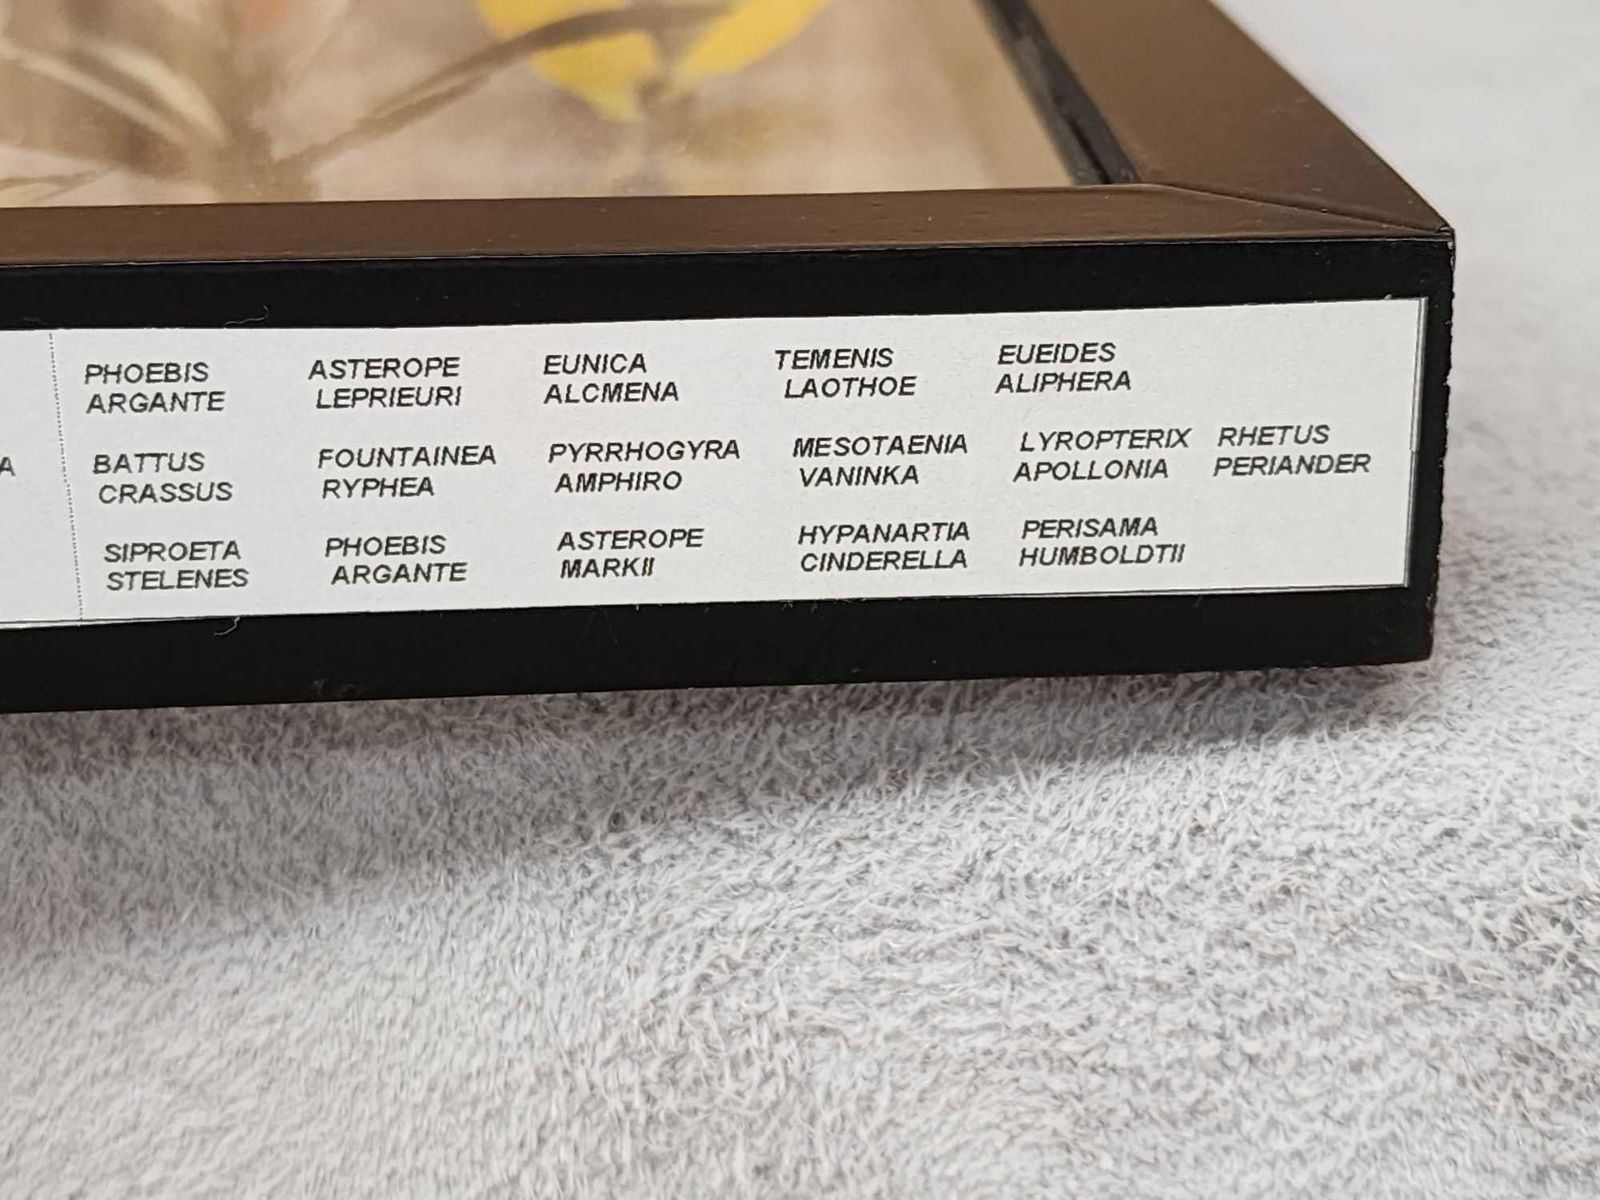 PHOEBIS ASTEROPE EUNICA TEMENIS EUEIDES
ARGANTE LEPRIEURI ALCMENA LAOTHOE ALIPHERA
BATTUS FOUNTAINEA PYRRHOGYRA MESOTAENIA LYROPTERIX RHETUS
CRASSUS RYPHEA AMPHIRO VANINKA APOLLONIA PERIANDER
SIPROETA PHOEBIS ASTEROPE HYPANARTIA PERISAMA
STELENES ARGANTE MARKII CINDERELLA HUMBOLDTII